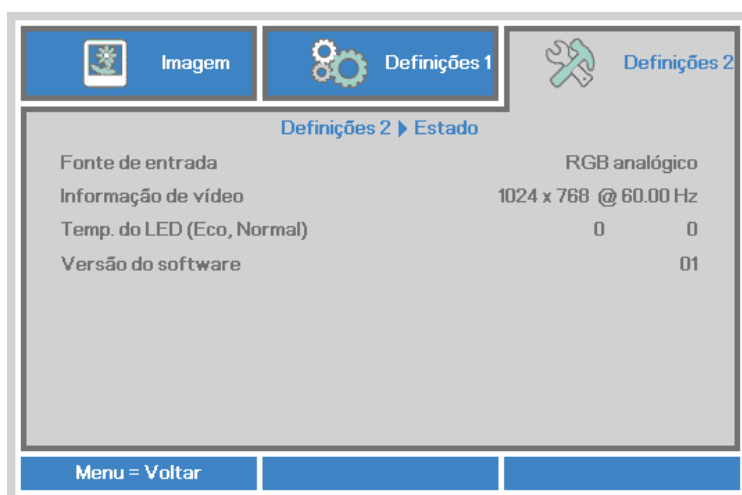 Imagem
Definições 1
Definições 2
Definições 2 Estado
Fonte de entrada RGB analógico
Informação de vídeo 1024 x 768 @ 60.00 Hz
Temp. do LED (Eco, Normal) 0 0
Versão do software 01
Menu = Voltar